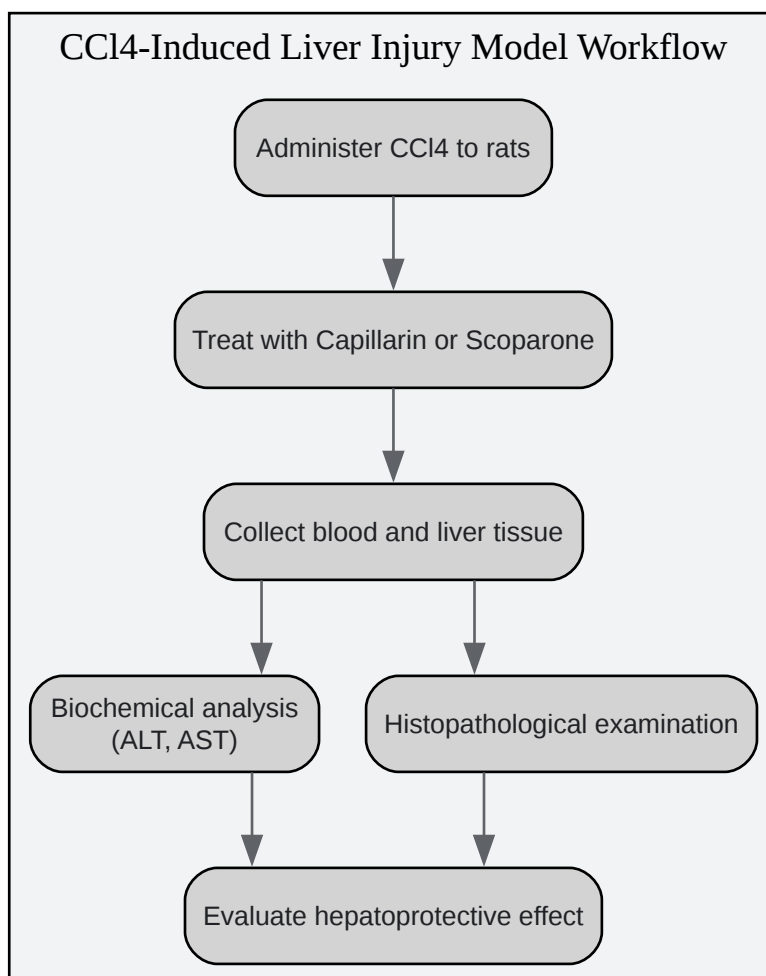 CCl4-Induced Liver Injury Model Workflow
Administer CCl4 to rats
Treat with Capillarin or Scoparone
Collect blood and liver tissue
Biochemical analysis
(ALT, AST)
Histopathological examination
Evaluate hepatoprotective effect